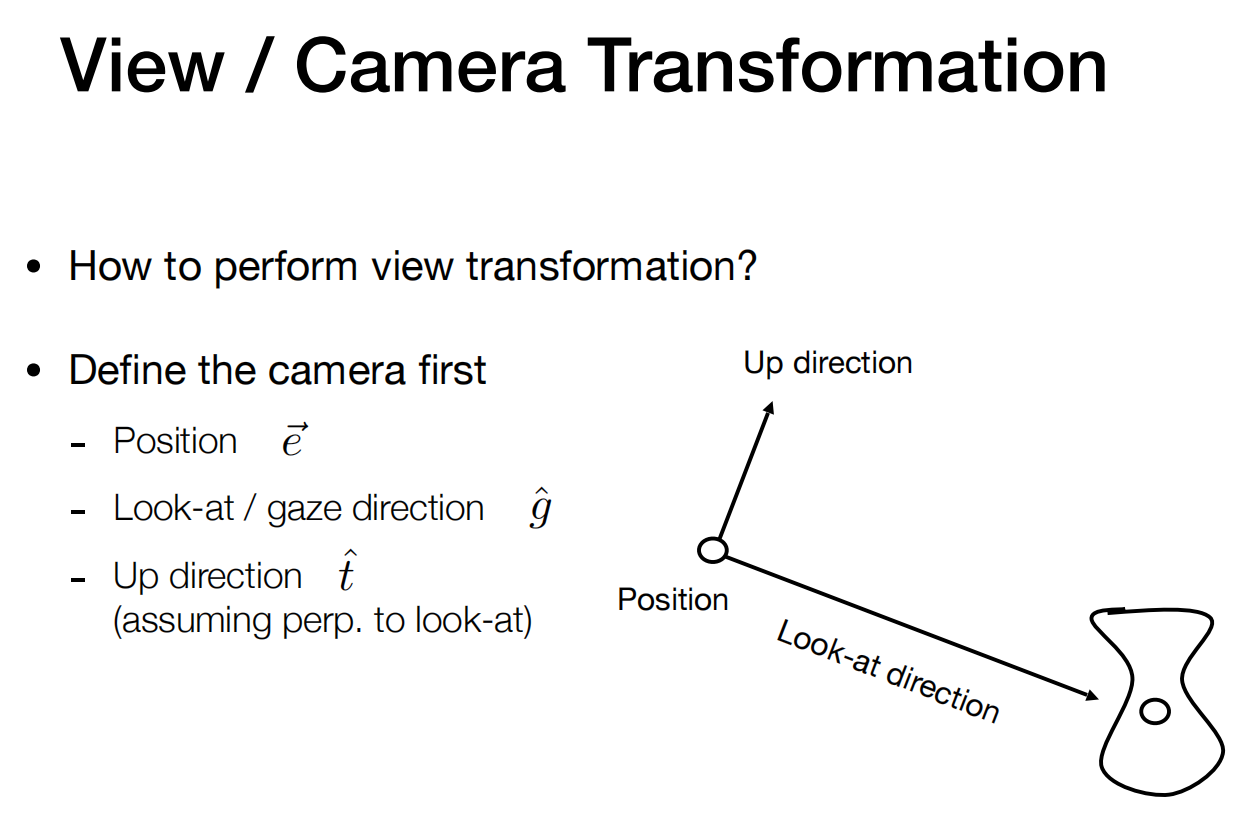 View / Camera Transformation
• How to perform view transformation?
• Define the camera first
- Position $\vec{e}$
- Look-at / gaze direction $\hat{g}$
- Up direction $\hat{t}$
(assuming perp. to look-at)
Up direction
Position
Look-at direction